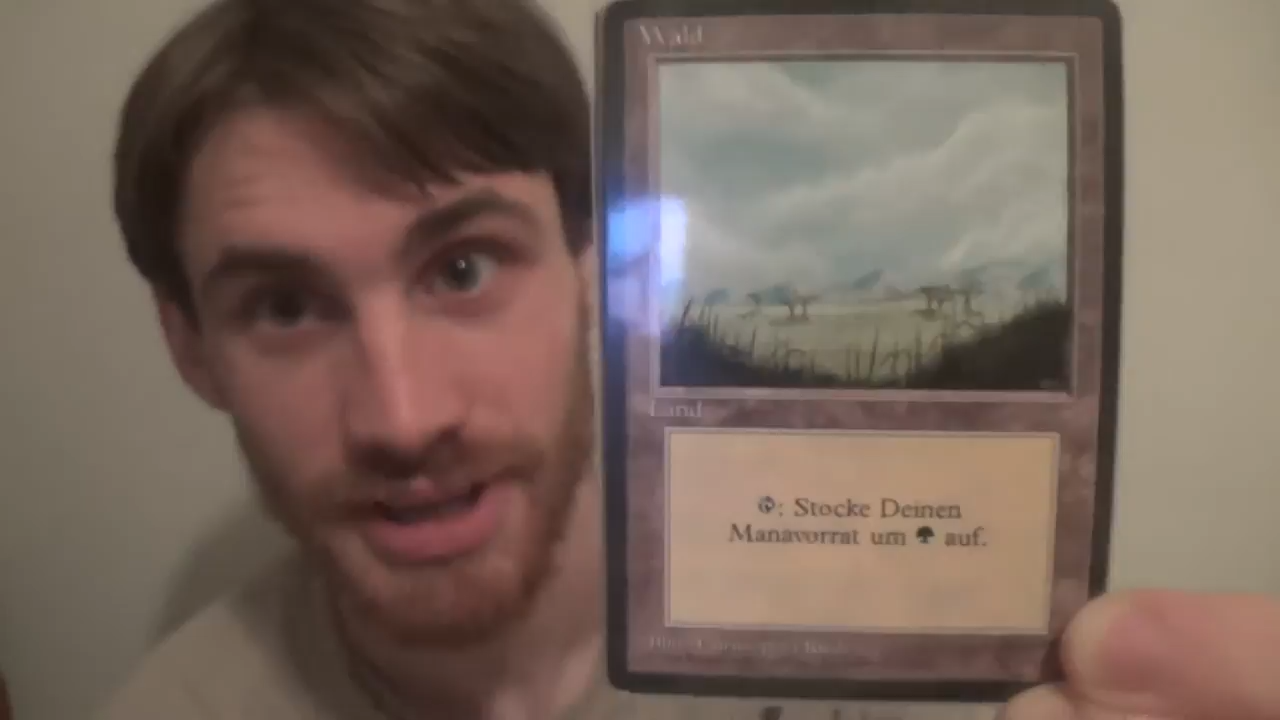 Wald
Land
: Stocke Deinen
Manavorrat um auf.